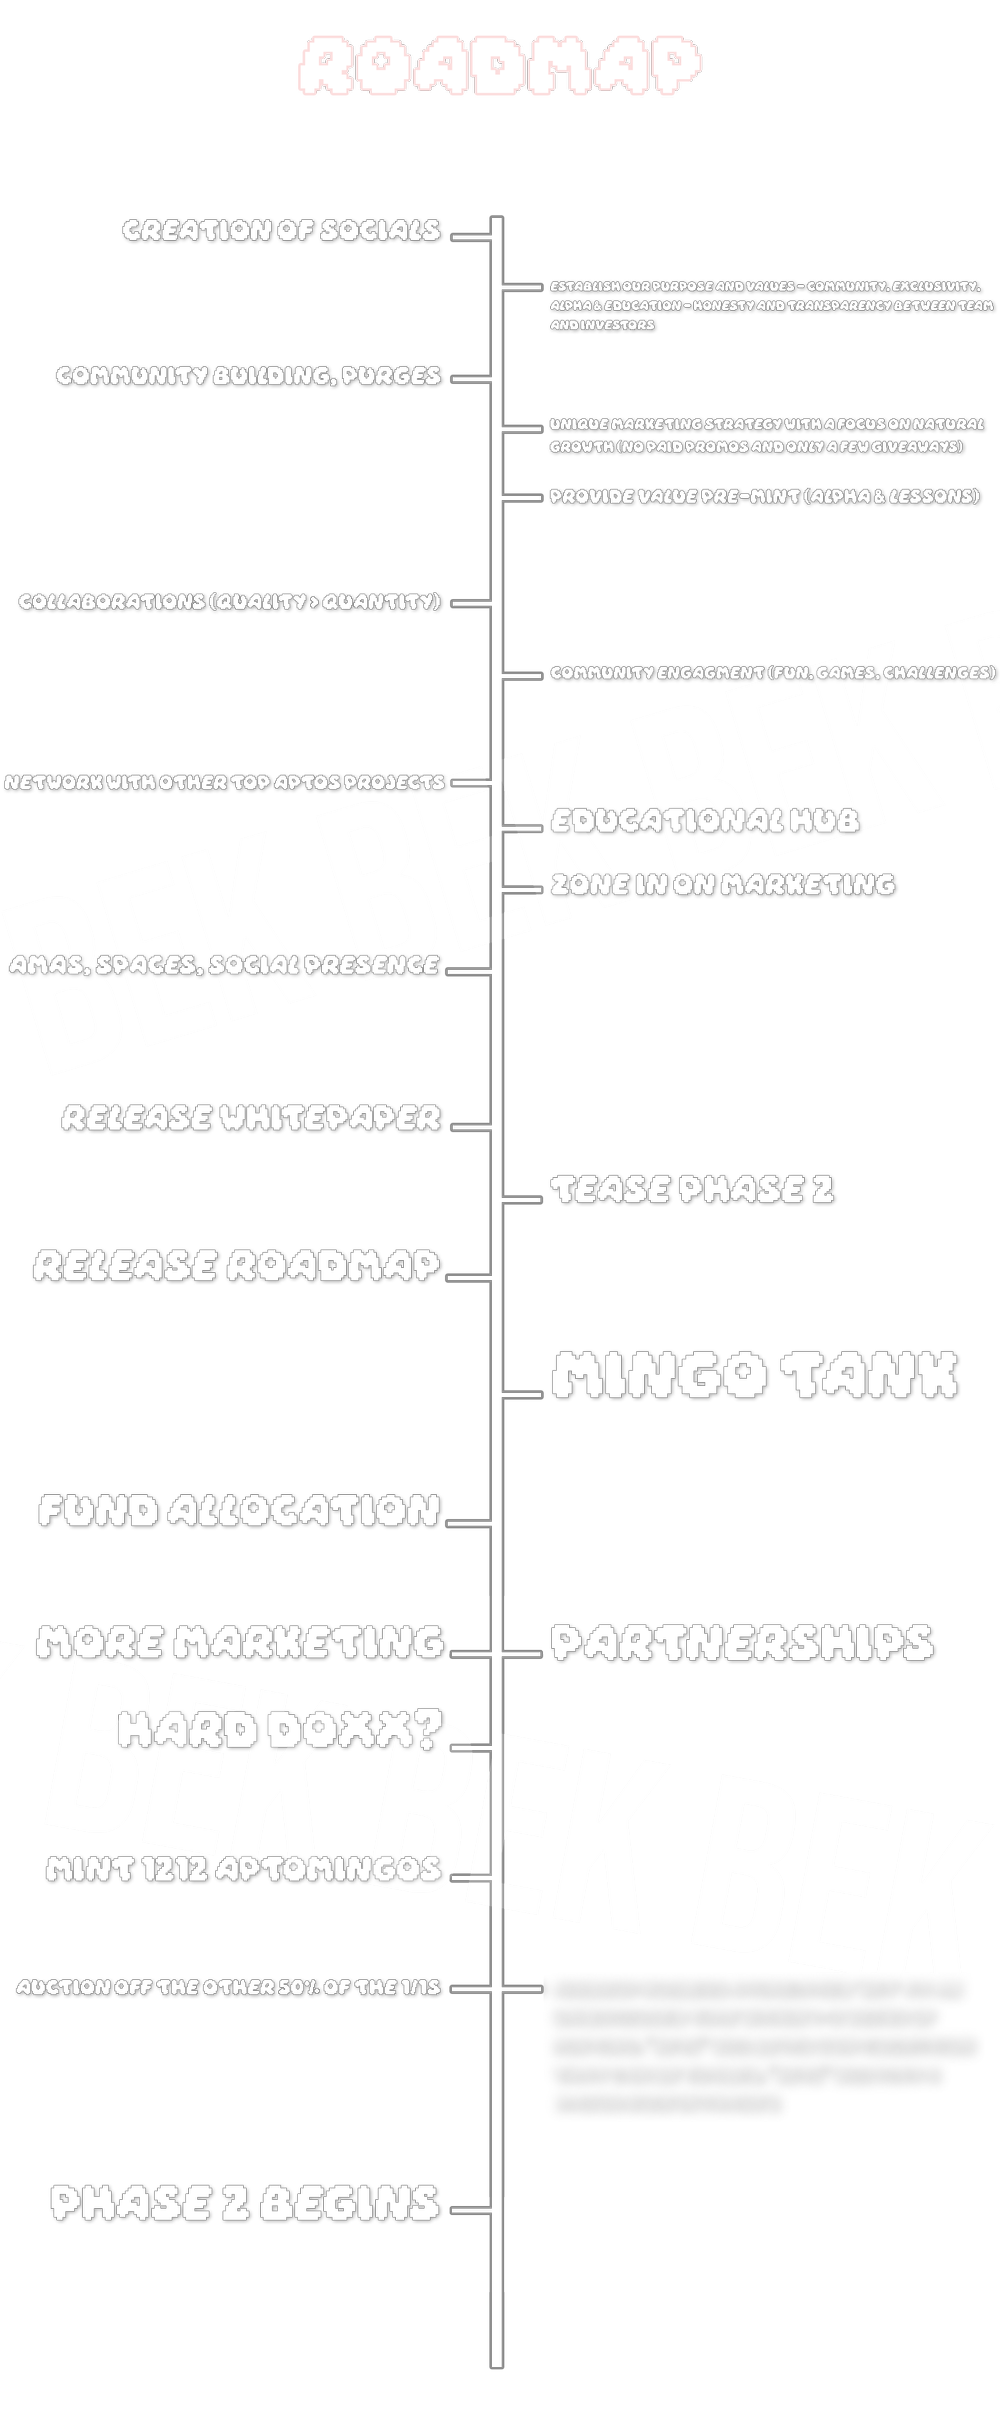 ROADMAP
CREATION OF SOCIALS
ESTABLISH OUR PURPOSE AND VALUES - COMMUNITY, EXCLUSIVITY,
ALPHA & EDUCATION - HONESTY AND TRANSPARENCY BETWEEN TEAM
AND INVESTORS
COMMUNITY BUILDING, PURGES
UNIQUE MARKETING STRATEGY WITH A FOCUS ON NATURAL
GROWTH (NO PAID PROMOS AND ONLY A FEW GIVEAWAYS)
PROVIDE VALUE PRE-MINT (ALPHA & LESSONS)
COLLABORATIONS (QUALITY > QUANTITY)
COMMUNITY ENGAGMENT (FUN, GAMES, CHALLENGES)
NETWORK WITH OTHER TOP APTOS PROJECTS
EDUCATIONAL HUB
ZONE IN ON MARKETING
AMAS, SPACES, SOCIAL PRESENCE
RELEASE WHITEPAPER
TEASE PHASE 2
RELEASE ROADMAP
MINGO TANK
FUND ALLOCATION
MORE MARKETING
PARTNERSHIPS
HARD DOXX?
MINT 1212 APTOMINGOS
AUCTION OFF THE OTHER 50% OF THE 1/1S
PHASE 2 BEGINS